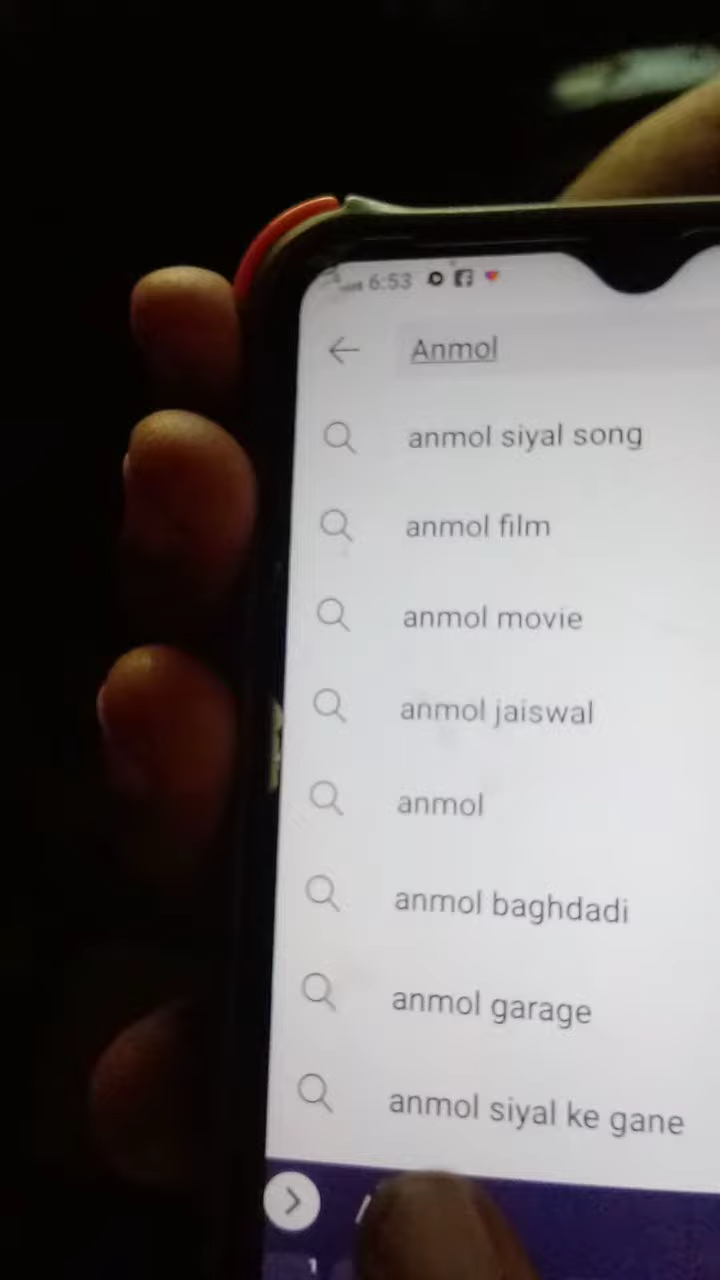 6:53
Anmol
anmol siyal song
anmol film
anmol movie
anmol jaiswal
anmol
anmol baghdadi
anmol garage
anmol siyal ke gane
1